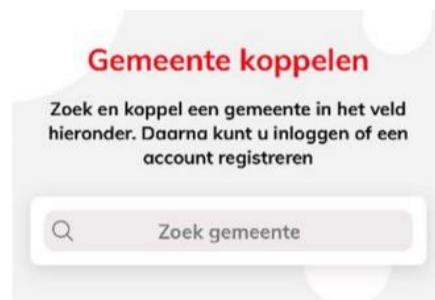 Gemeente koppelen
Zoek en koppel een gemeente in het veld
hieronder. Daarna kunt u inloggen of een
account registreren
Zoek gemeente